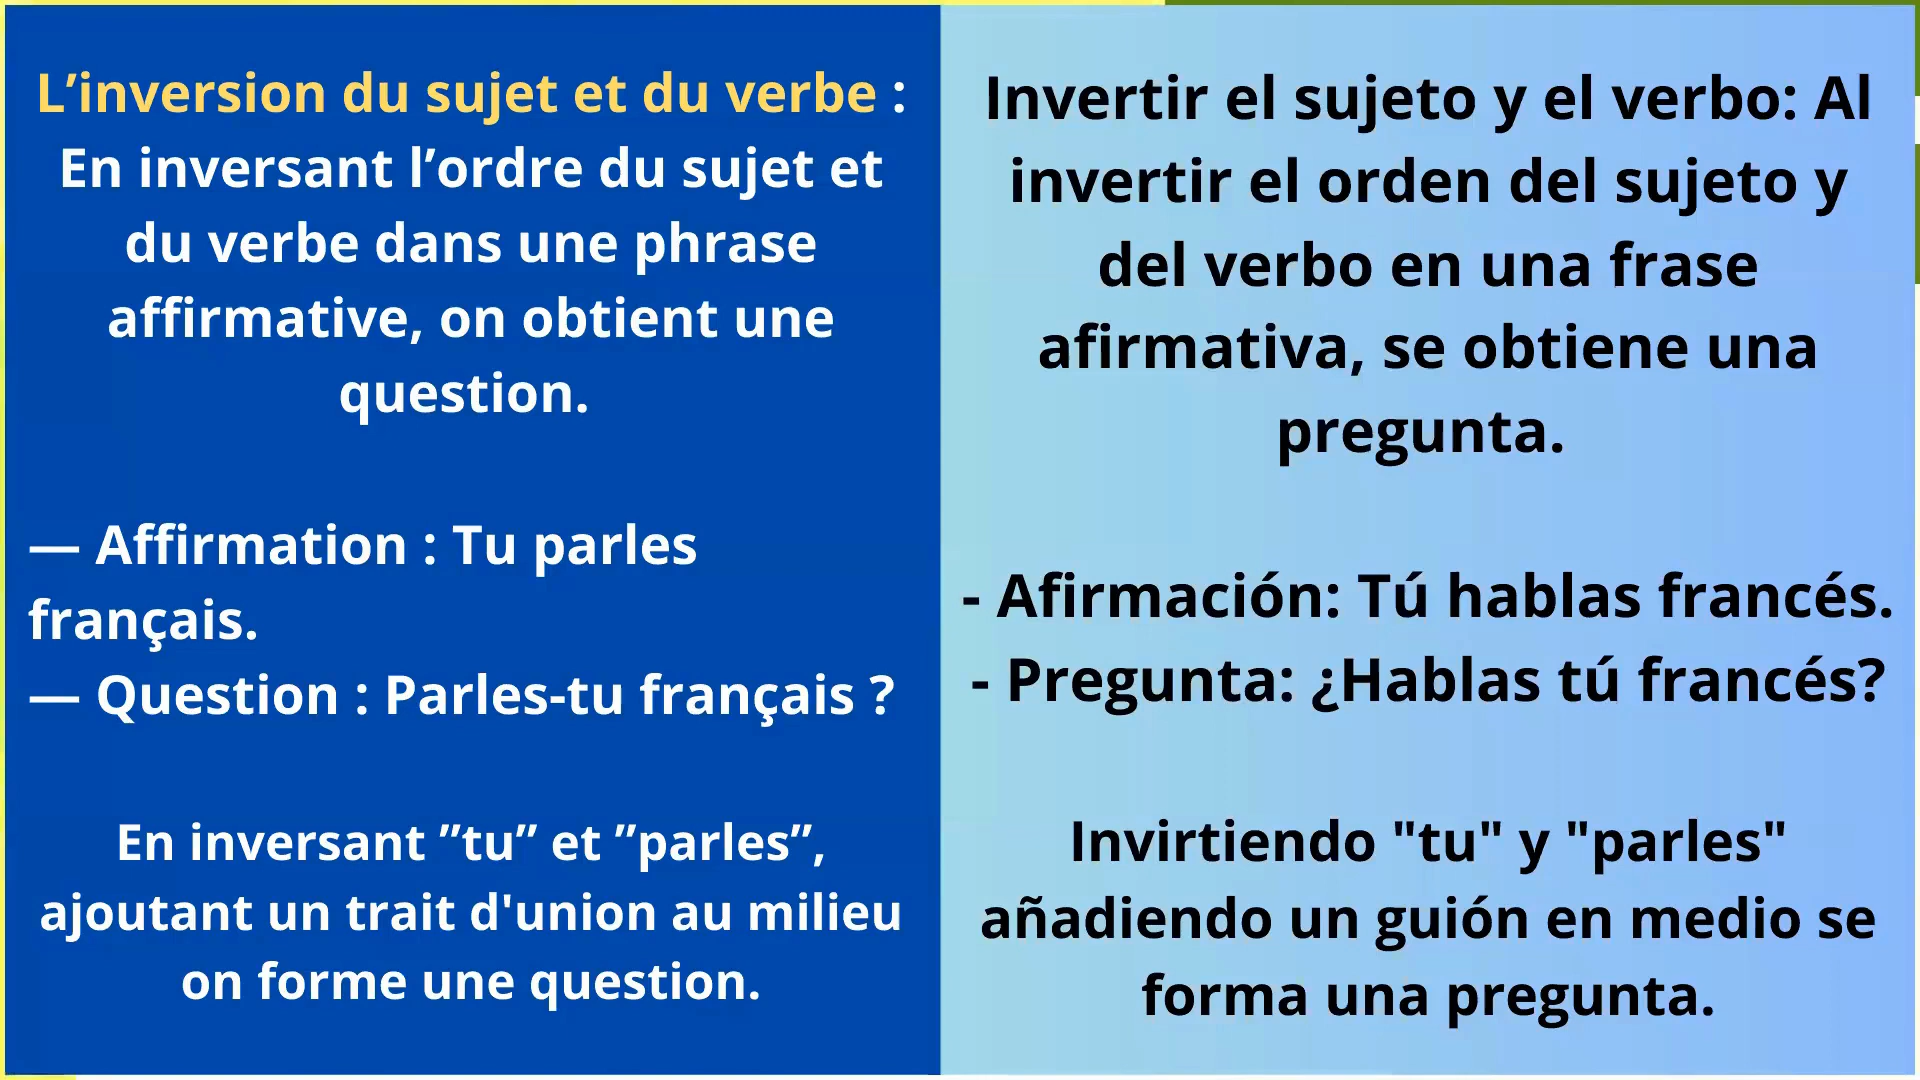 L’inversion du sujet et du verbe :
En inversant l’ordre du sujet et
du verbe dans une phrase
affirmative, on obtient une
question.
— Affirmation : Tu parles
français.
— Question : Parles-tu français ?
En inversant ”tu” et ”parles”,
ajoutant un trait d'union au milieu
on forme une question.
Invertir el sujeto y el verbo: Al
invertir el orden del sujeto y
del verbo en una frase
afirmativa, se obtiene una
pregunta.
- Afirmación: Tú hablas francés.
- Pregunta: ¿Hablas tú francés?
Invirtiendo "tu" y "parles"
añadiendo un guión en medio se
forma una pregunta.